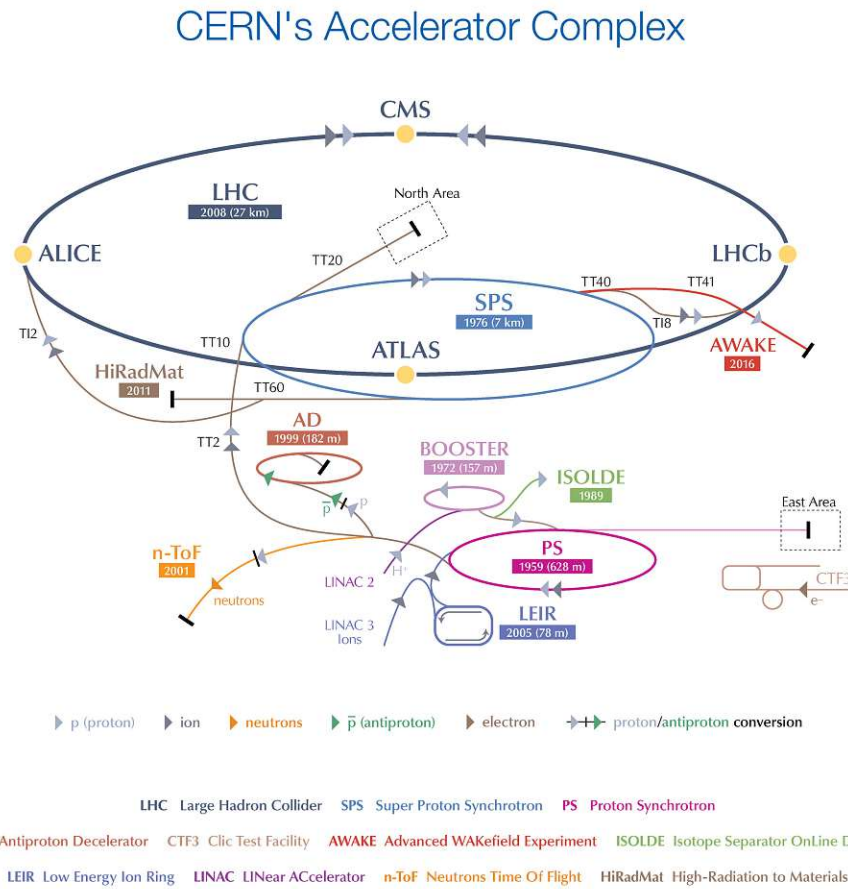 CERN's Accelerator Complex
CMS
LHC
2008 (27 km)
North Area
ALICE
LHCb
TT20
TT40
TT41
SPS
1976 (7 km)
TI2
TI8
TT10
ATLAS
AWAKE
2016
HiRadMat
2011
TT60
AD
1999 (182 m)
TT2
BOOSTER
1972 (157 m)
ISOLDE
1989
p
p̅
East Area
n-ToF
2001
PS
1959 (628 m)
H+
LINAC 2
CTF3
neutrons
e-
LEIR
2005 (78 m)
LINAC 3
Ions
p (proton)
ion
neutrons
p̅ (antiproton)
electron
proton/antiproton conversion
LHC Large Hadron Collider SPS Super Proton Synchrotron PS Proton Synchrotron
Antiproton Decelerator CTF3 Clic Test Facility AWAKE Advanced WAKefield Experiment ISOLDE Isotope Separator OnLine D
LEIR Low Energy Ion Ring LINAC LINear ACcelerator n-ToF Neutrons Time Of Flight HiRadMat High-Radiation to Materials